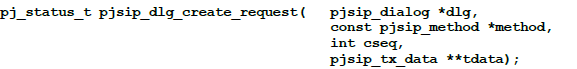 pj_status_t pjsip_dlg_create_request( pjsip_dialog *dlg,
const pjsip_method *method,
int cseq,
pjsip_tx_data **tdata);